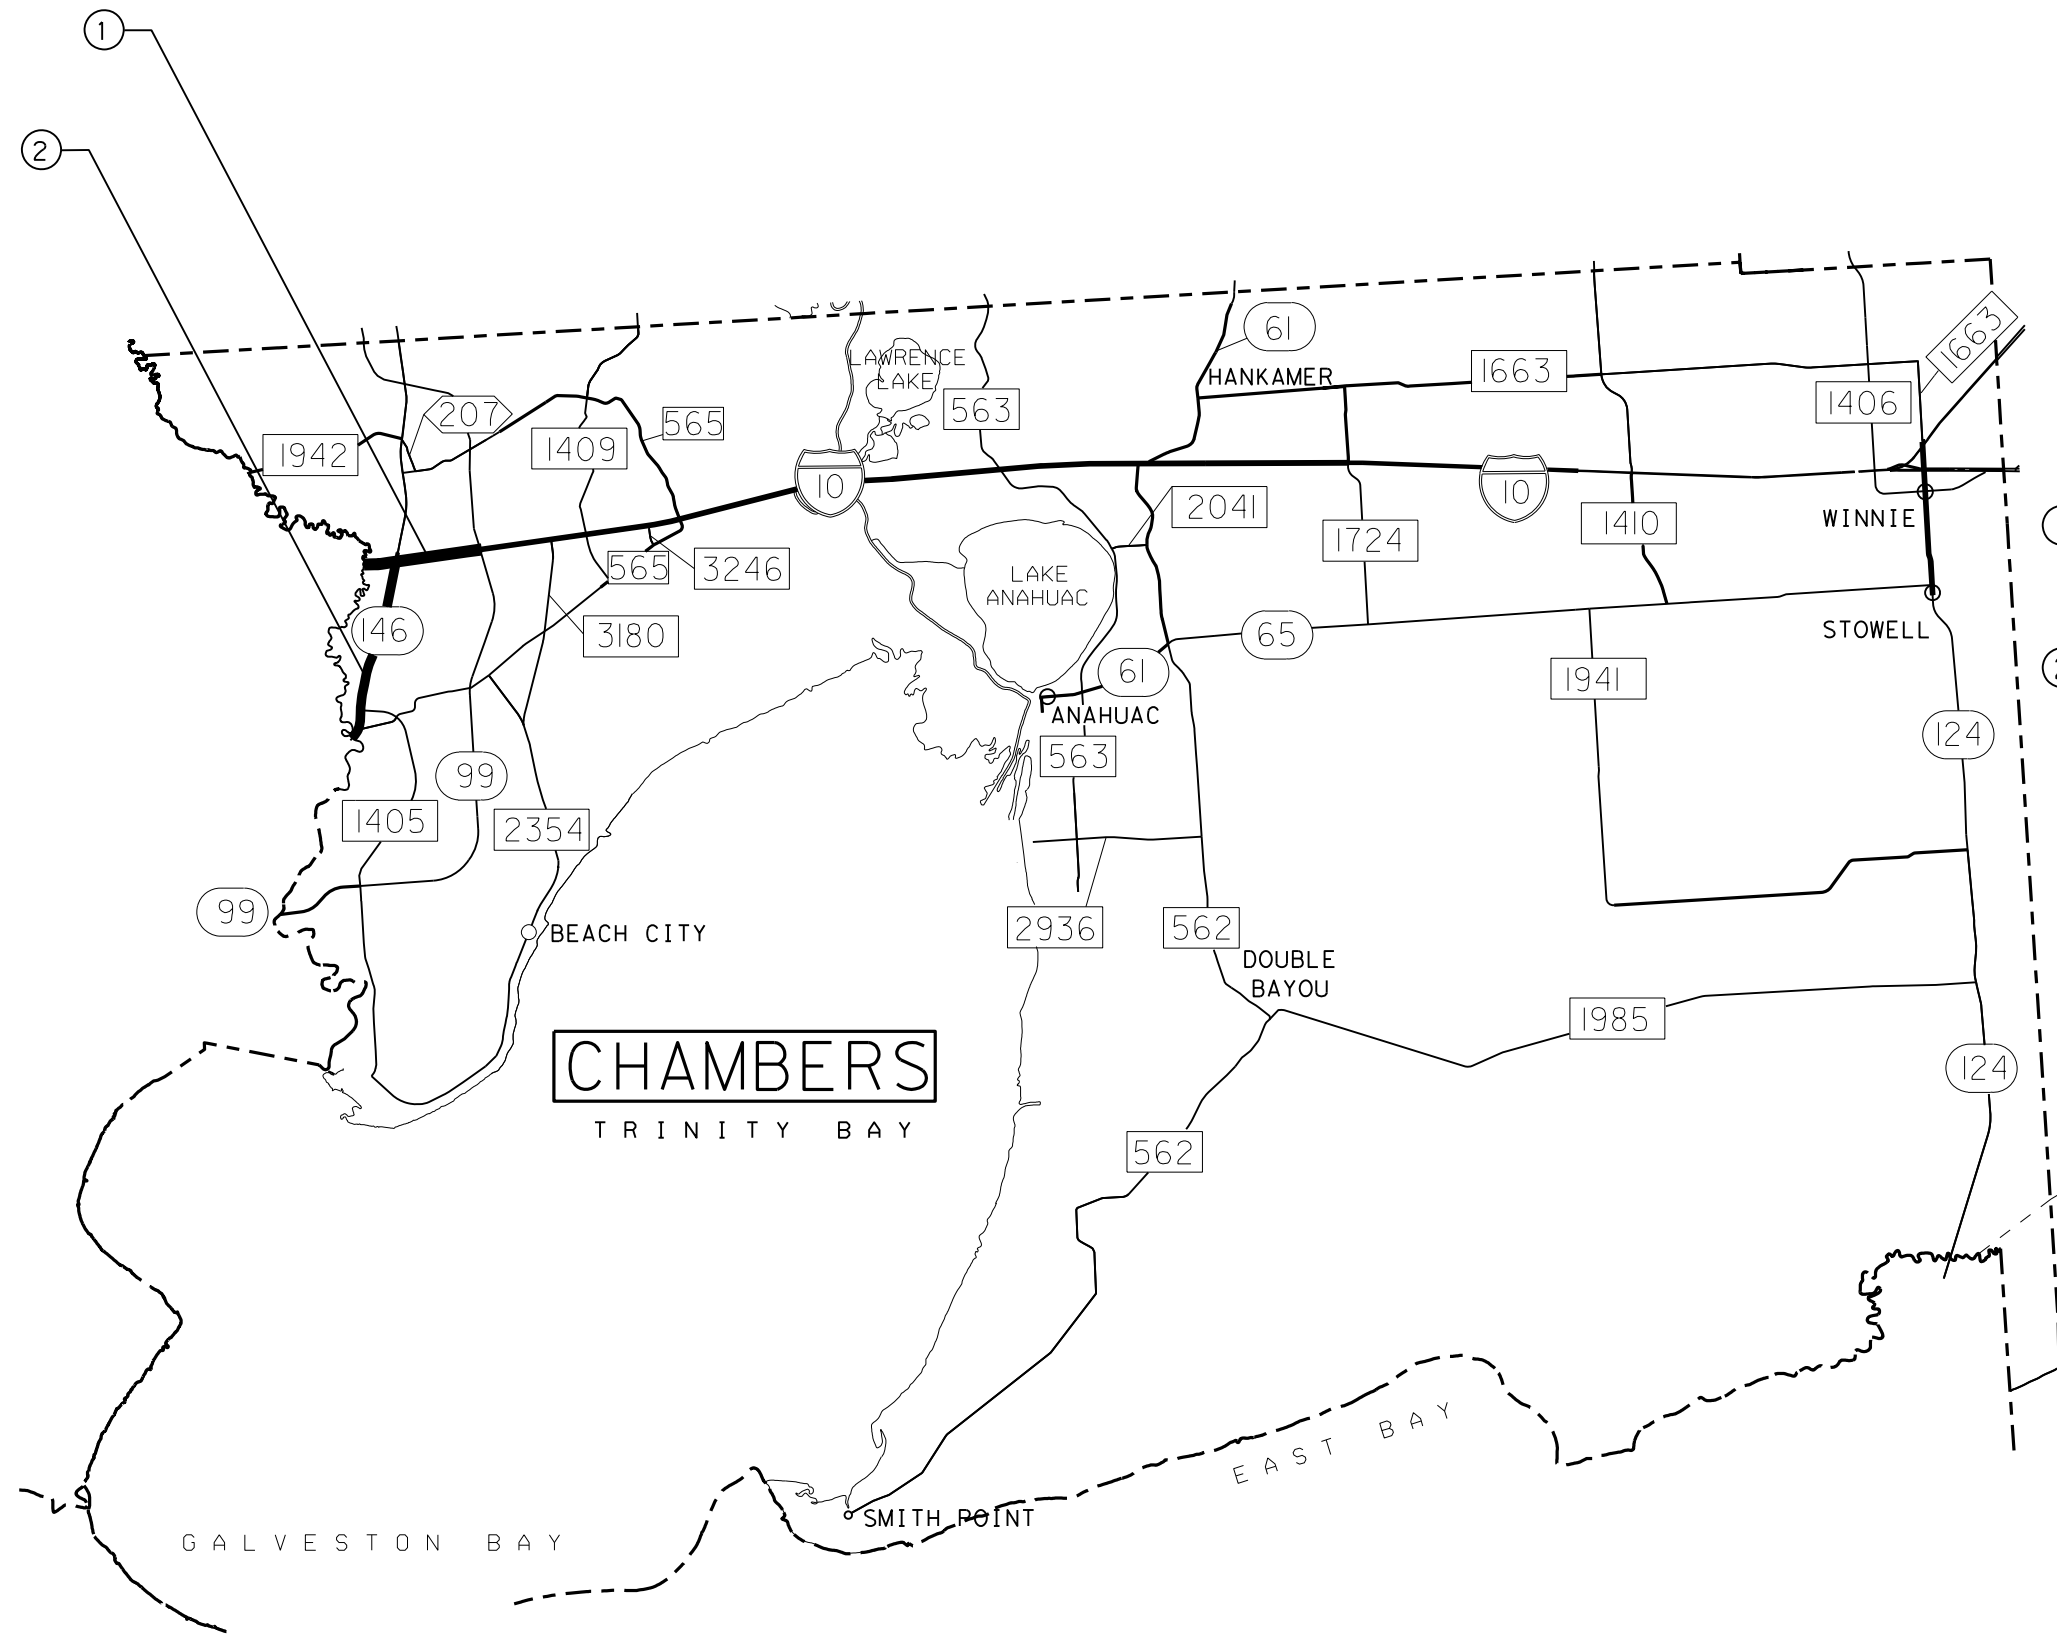 1
2
61
1663
LAWRENCE
LAKE
HANKAMER
1663
207
563
1406
565
1942
1409
10
10
2041
WINNIE
1410
1724
565
3246
LAKE
ANAHUAC
146
3180
65
STOWELL
61
1941
ANAHUAC
124
563
99
1405
2354
99
BEACH CITY
2936
562
DOUBLE
BAYOU
1985
CHAMBERS
124
TRINITY BAY
562
EAST BAY
SMITH POINT
GALVESTON BAY